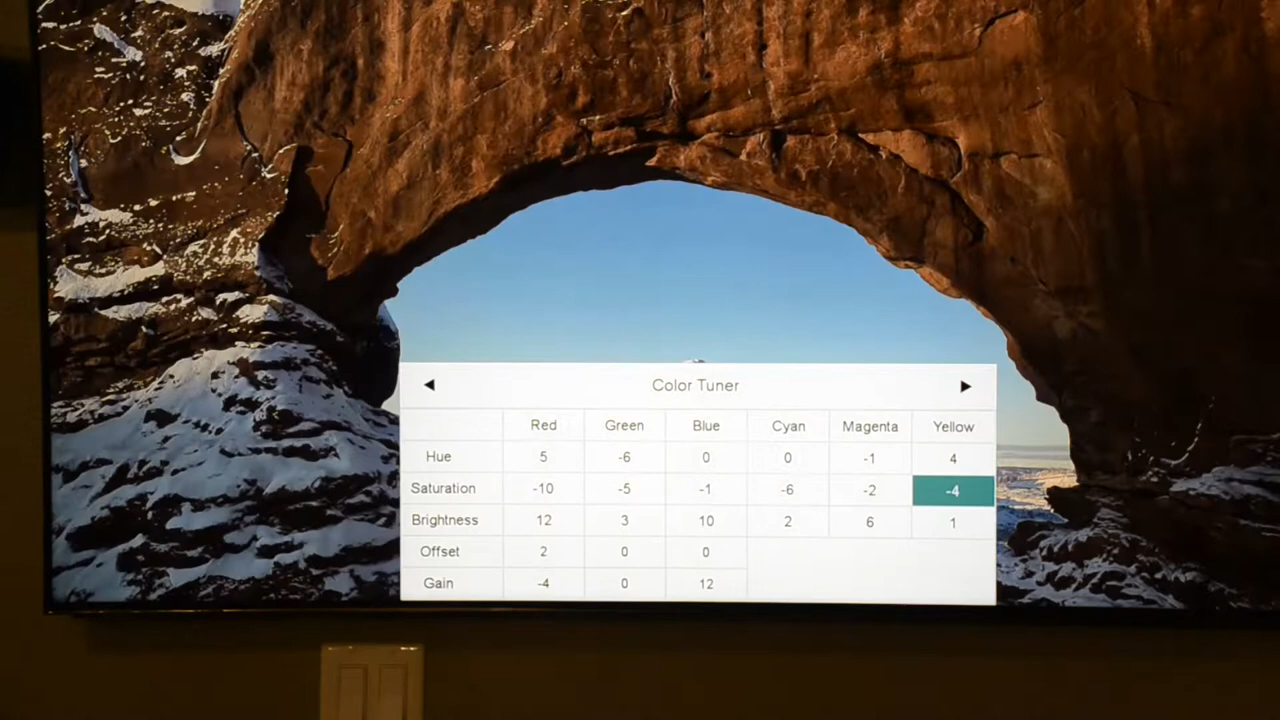 ◀ Color Tuner ▶
Red Green Blue Cyan Magenta Yellow
Hue 5 -6 0 0 -1 4
Saturation -10 -5 -1 -6 -2 -4
Brightness 12 3 10 2 6 1
Offset 2 0 0
Gain -4 0 12